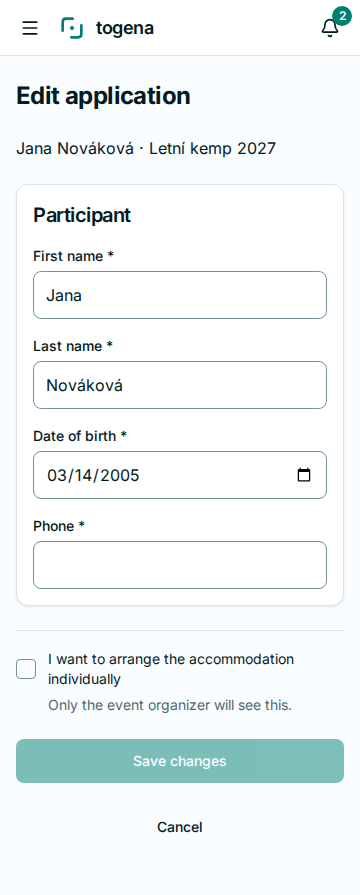 togena
2
Edit application
Jana Nováková · Letní kemp 2027
Participant
First name *
Jana
Last name *
Nováková
Date of birth *
03/14/2005
Phone *
I want to arrange the accommodation
individually
Only the event organizer will see this.
Save changes
Cancel